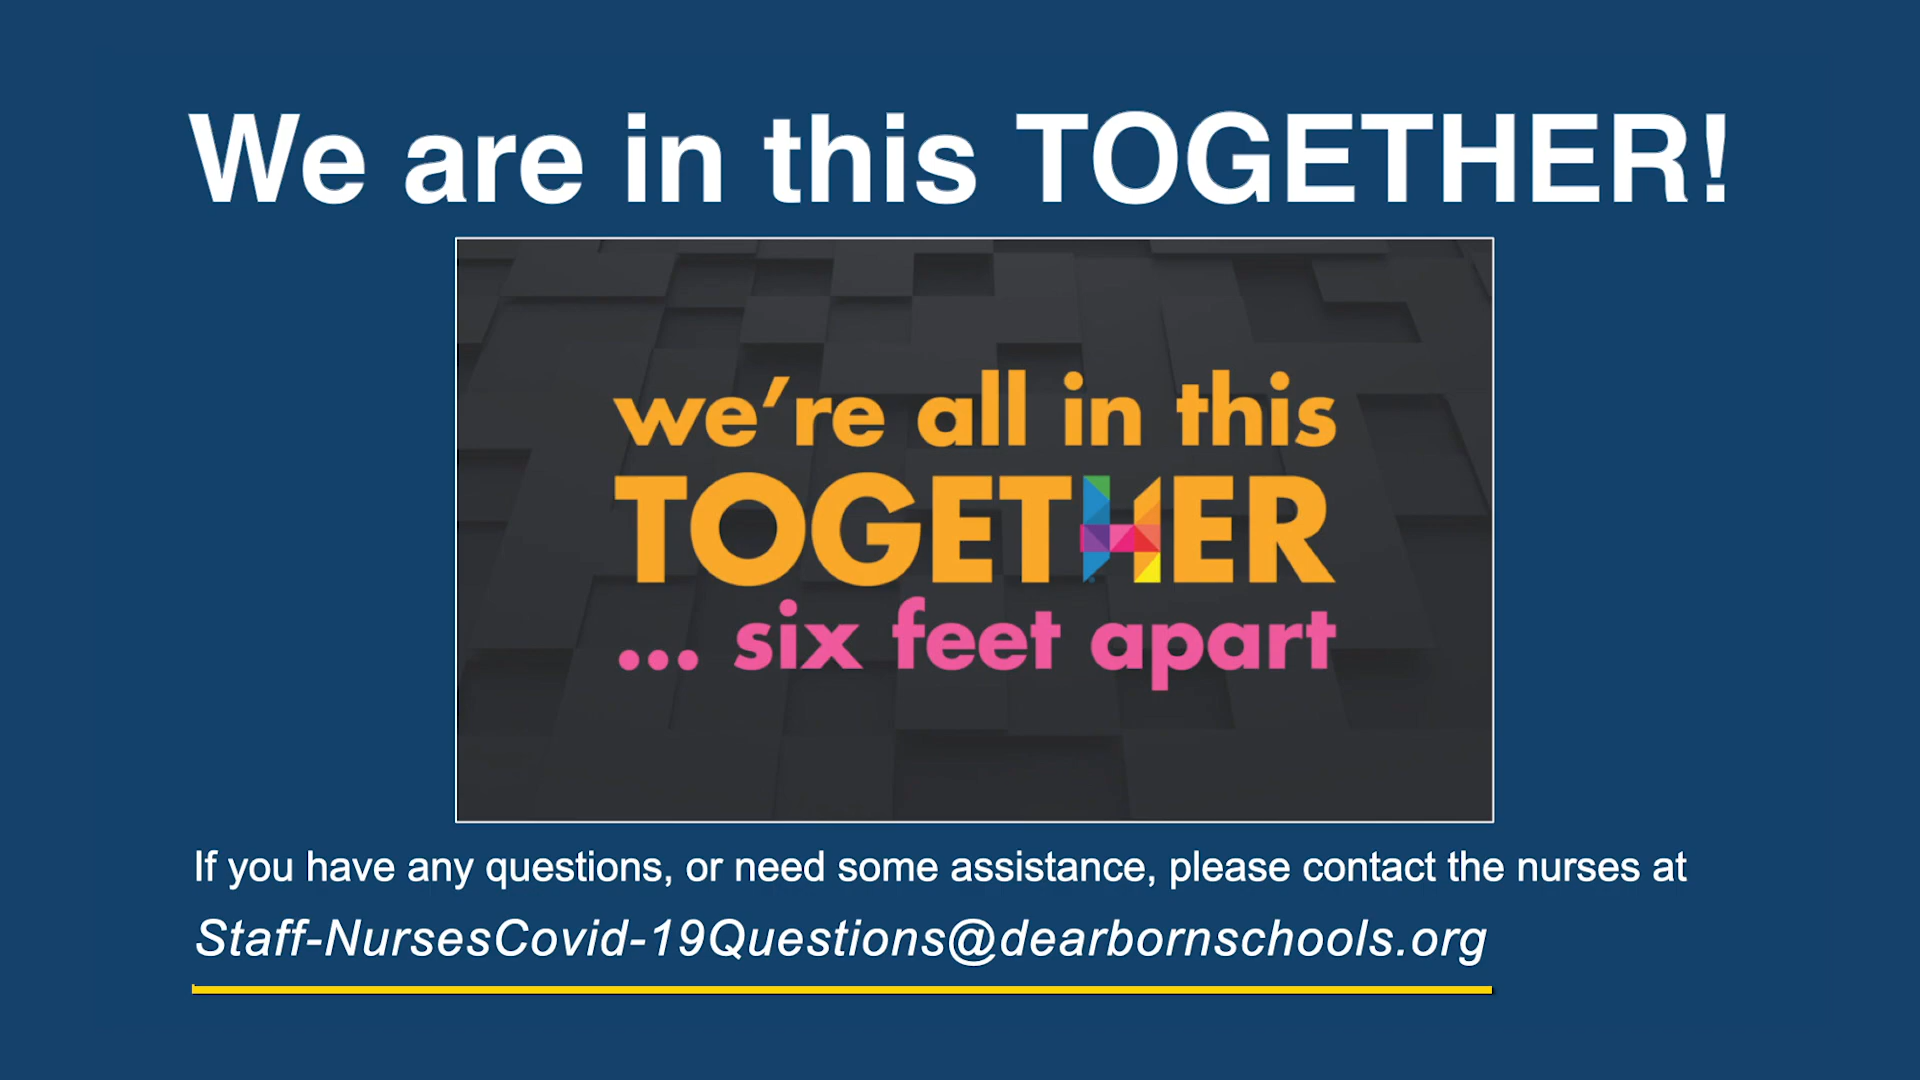 We are in this TOGETHER!
we’re all in this
TOGETHER
... six feet apart
If you have any questions, or need some assistance, please contact the nurses at
Staff-NursesCovid-19Questions@dearbornschools.org